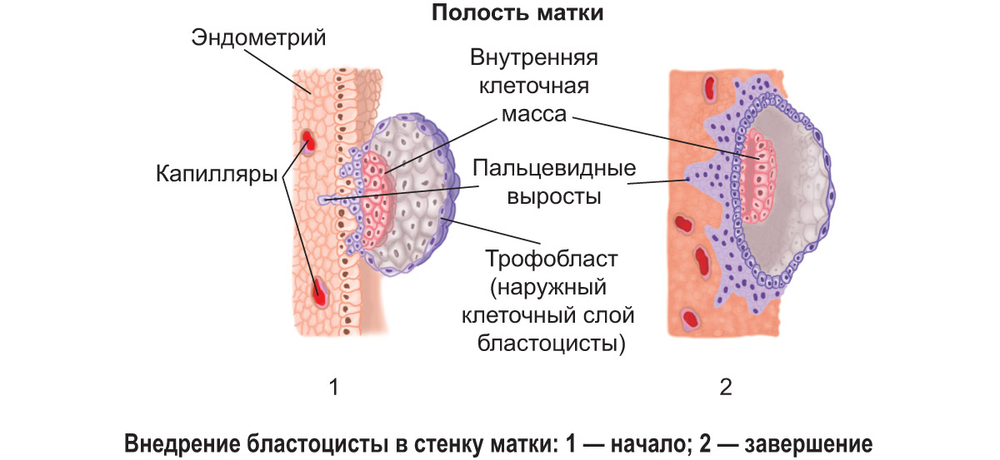 Полость матки
Эндометрий
Внутренняя
клеточная
масса
Капилляры
Пальцевидные
выросты
Трофобласт
(наружный
клеточный слой
бластоцисты)
1
2
Внедрение бластоцисты в стенку матки: 1 — начало; 2 — завершение